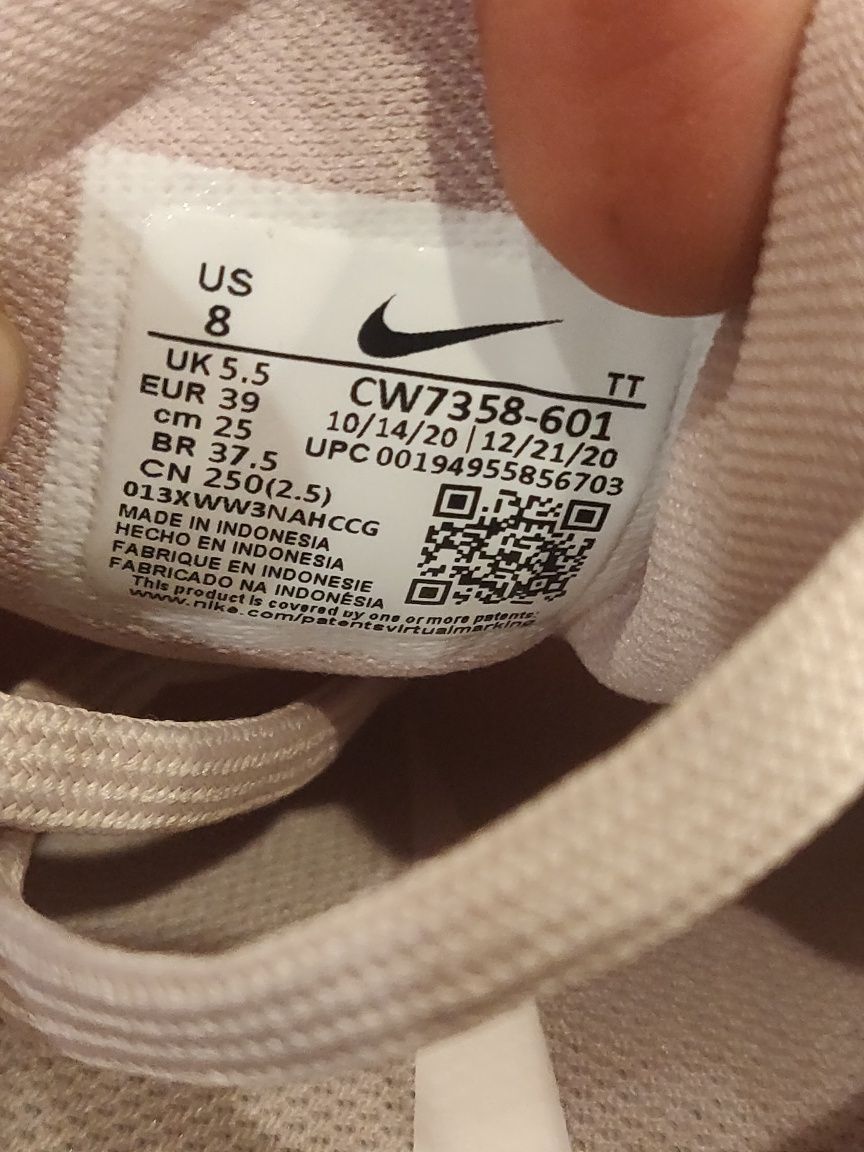 US
8
UK 5.5
TT
EUR 39
CW7358-601
cm 25
10/14/20 | 12/21/20
BR 37.5
UPC 00194955856703
CN 250(2.5)
013XWW3NAHCCG
MADE IN INDONESIA
HECHO EN INDONESIA
FABRIQUE EN INDONESIE
FABRICADO NA INDONÉSIA
This product is covered by one or more patents:
www.nike.com/patentsvirtualmarking